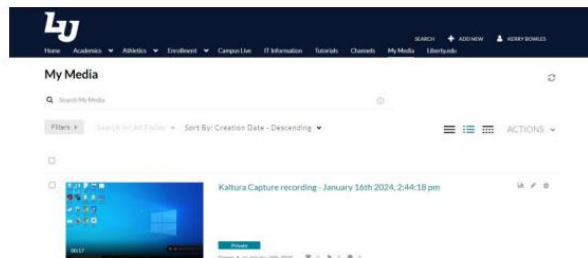 LU
SEARCH ADD NEW KERRY BOWLES
Home Academics Athletics Enrollment Campus Live IT Information Tutorials Channels My Media Liberty.edu
My Media
Search My Media
Filters Search In: All Fields Sort By: Creation Date - Descending ACTIONS
Kaltura Capture recording - January 16th 2024, 2:44:18 pm
00:17
Private